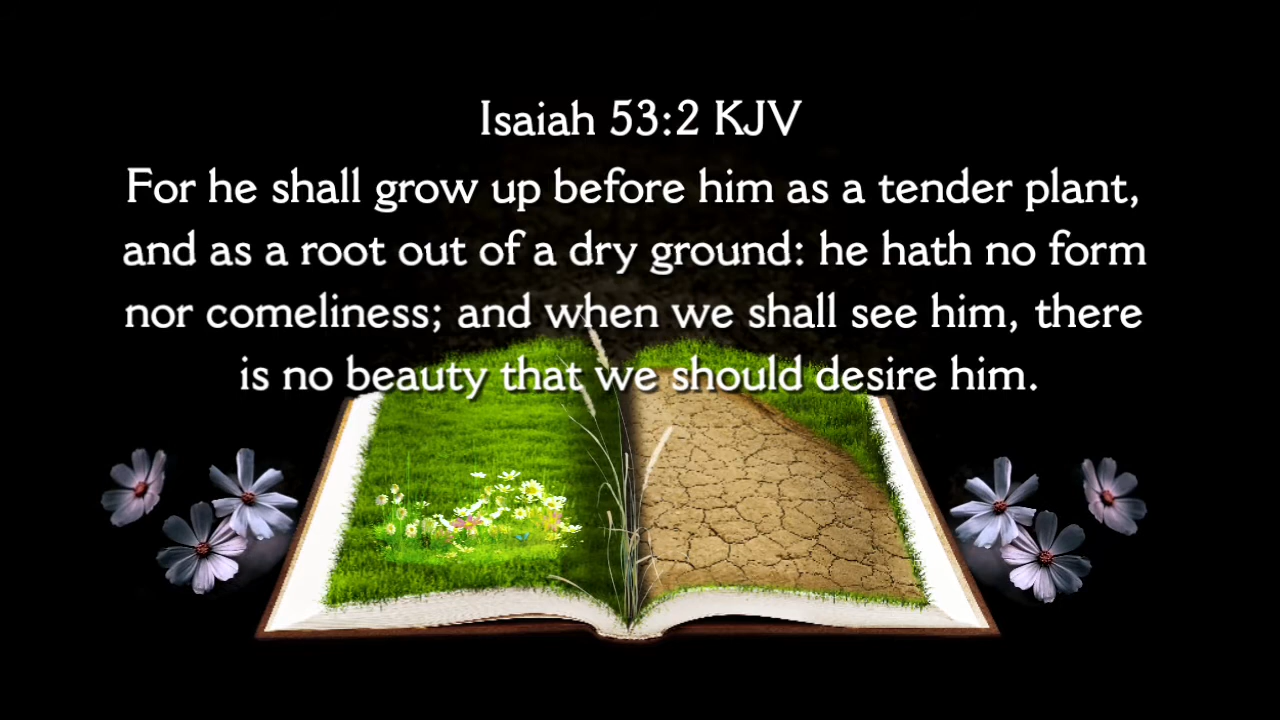 Isaiah 53:2 KJV
For he shall grow up before him as a tender plant,
and as a root out of a dry ground: he hath no form
nor comeliness; and when we shall see him, there
is no beauty that we should desire him.